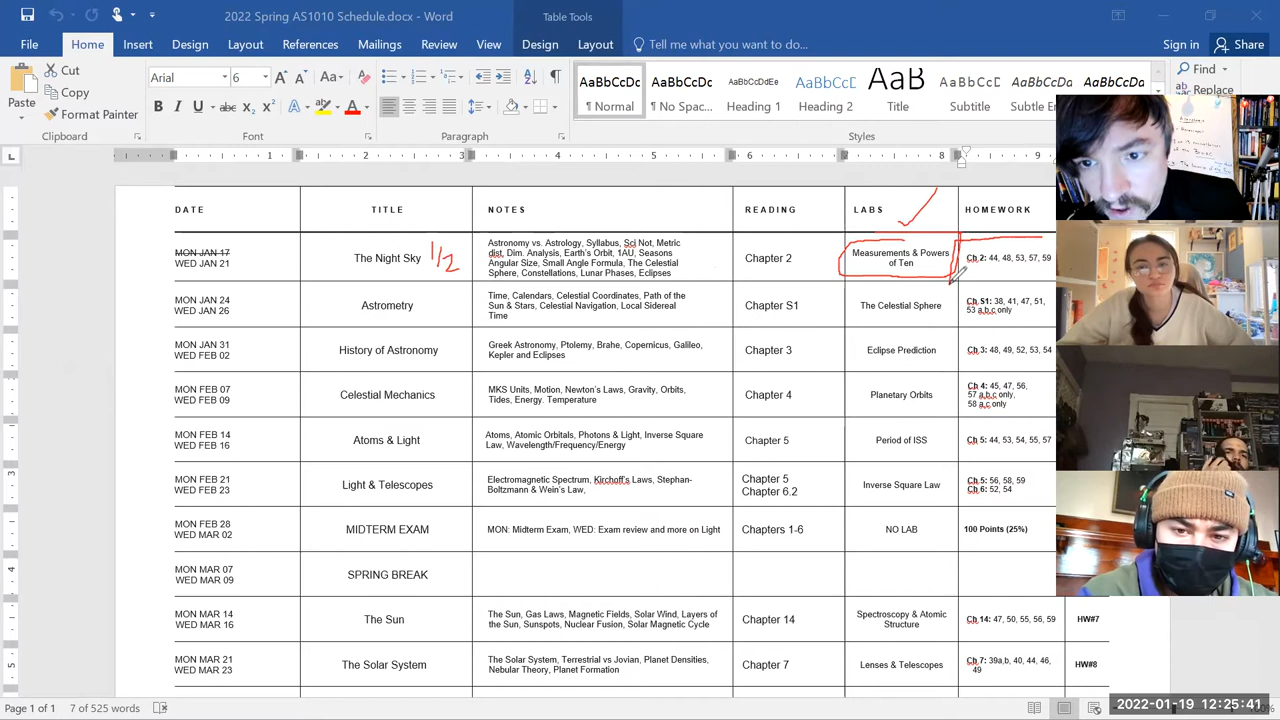 2022 Spring AS1010 Schedule.docx - Word
Table Tools
File Home Insert Design Layout References Mailings Review View Design Layout Tell me what you want to do... Sign in Share
Paste
Cut
Copy
Format Painter
Clipboard
Arial 6
Font
Paragraph
AaBbCcDc AaBbCcDc AaBbCcDdEe AaBbCcD AaB AaBbCcD AaBbCcDc AaBbCcDc
¶ Normal ¶ No Spac... Heading 1 Heading 2 Title Subtitle Subtle Em
Styles
Find
Replace
DATE TITLE NOTES READING LABS HOMEWORK
MON JAN 17
WED JAN 21
The Night Sky 1/2
Astronomy vs. Astrology, Syllabus, Sci Not, Metric
dist, Dim. Analysis, Earth's Orbit, 1AU, Seasons
Angular Size, Small Angle Formula, The Celestial
Sphere, Constellations, Lunar Phases, Eclipses
Chapter 2
Measurements & Powers
of Ten
Ch 2: 44, 48, 53, 57, 59
MON JAN 24
WED JAN 26
Astrometry
Time, Calendars, Celestial Coordinates, Path of the
Sun & Stars, Celestial Navigation, Local Sidereal
Time
Chapter S1
The Celestial Sphere
Ch S1: 38, 41, 47, 51,
53 a,b,c only
MON JAN 31
WED FEB 02
History of Astronomy
Greek Astronomy, Ptolemy, Brahe, Copernicus, Galileo,
Kepler and Eclipses
Chapter 3
Eclipse Prediction
Ch 3: 48, 49, 52, 53, 54
MON FEB 07
WED FEB 09
Celestial Mechanics
MKS Units, Motion, Newton's Laws, Gravity, Orbits,
Tides, Energy. Temperature
Chapter 4
Planetary Orbits
Ch 4: 45, 47, 56,
57 a,b,c only,
58 a,c only
MON FEB 14
WED FEB 16
Atoms & Light
Atoms, Atomic Orbitals, Photons & Light, Inverse Square
Law, Wavelength/Frequency/Energy
Chapter 5
Period of ISS
Ch 5: 44, 53, 54, 55, 57
MON FEB 21
WED FEB 23
Light & Telescopes
Electromagnetic Spectrum, Kirchoff's Laws, Stephan-
Boltzmann & Wein's Law,
Chapter 5
Chapter 6.2
Inverse Square Law
Ch.5: 56, 58, 59
Ch 6: 52, 54
MON FEB 28
WED MAR 02
MIDTERM EXAM
MON: Midterm Exam, WED: Exam review and more on Light
Chapters 1-6
NO LAB
100 Points (25%)
MON MAR 07
WED MAR 09
SPRING BREAK
MON MAR 14
WED MAR 16
The Sun
The Sun, Gas Laws, Magnetic Fields, Solar Wind, Layers of
the Sun, Sunspots, Nuclear Fusion, Solar Magnetic Cycle
Chapter 14
Spectroscopy & Atomic
Structure
Ch 14: 47, 50, 55, 56, 59
HW#7
MON MAR 21
WED MAR 23
The Solar System
The Solar System, Terrestrial vs Jovian, Planet Densities,
Nebular Theory, Planet Formation
Chapter 7
Lenses & Telescopes
Ch 7: 39a,b, 40, 44, 46,
49
HW#8
Page 1 of 1 7 of 525 words
2022-01-19 12:25:41